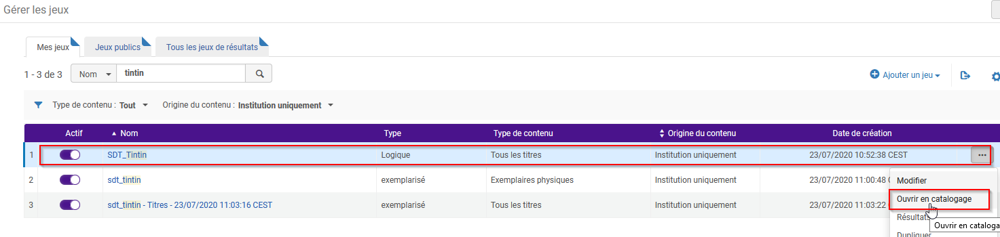 Gérer les jeux
Mes jeux Jeux publics Tous les jeux de résultats
1 - 3 de 3 Nom tintin Ajouter un jeu
Type de contenu : Tout Origine du contenu : Institution uniquement
Actif Nom Type Type de contenu Origine du contenu Date de création
1 SDT_Tintin Logique Tous les titres Institution uniquement 23/07/2020 10:52:38 CEST
2 sdt_tintin exemplarisé Exemplaires physiques Institution uniquement 23/07/2020 11:00:48
Modifier
3 sdt_tintin - Titres - 23/07/2020 11:03:16 CEST exemplarisé Tous les titres Institution uniquement 23/07/2020 11:03:22
Ouvrir en catalogage
Résultats
Ouvrir en cataloga
Dupliquer